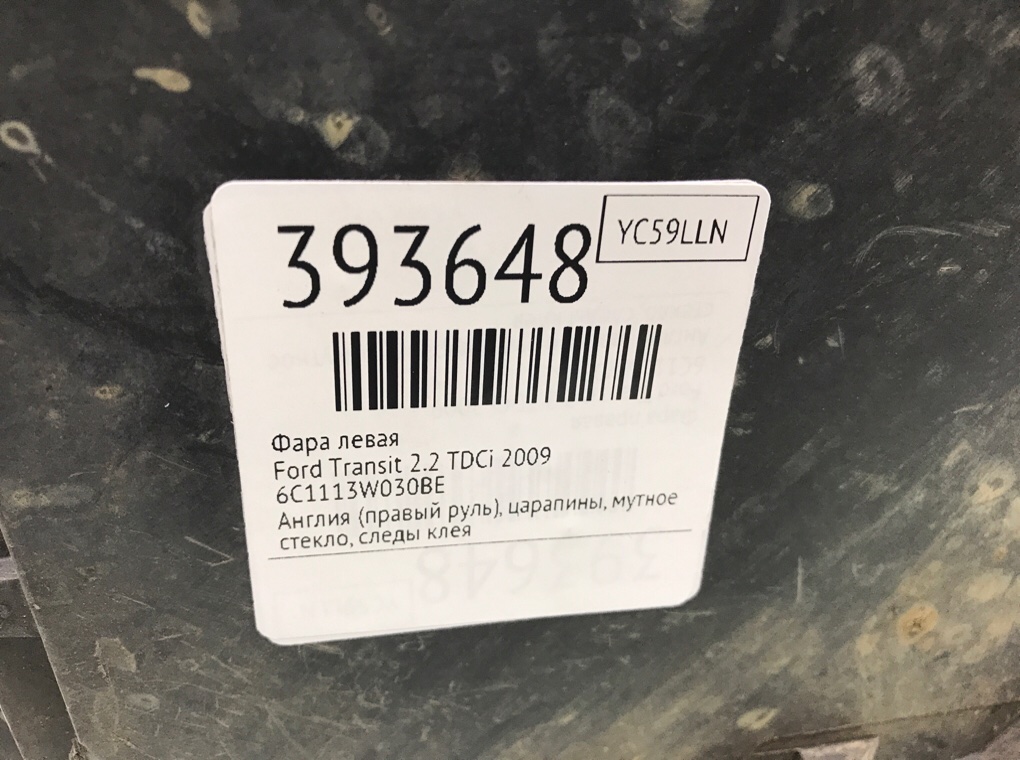 393648
YC59LLN
Фара левая
Ford Transit 2.2 TDCi 2009
6C1113W030BE
Англия (правый руль), царапины, мутное
стекло, следы клея